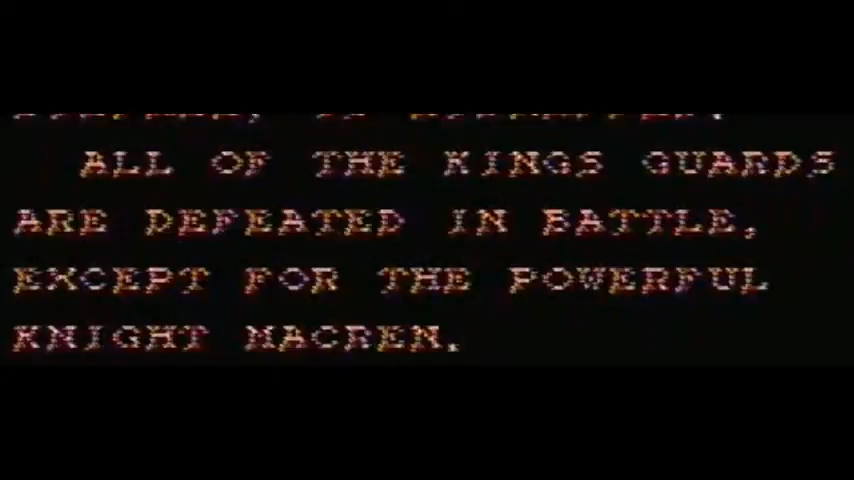 ALL OF THE KINGS GUARDS
ARE DEFEATED IN BATTLE,
EXCEPT FOR THE POWERFUL
KNIGHT MACREN.